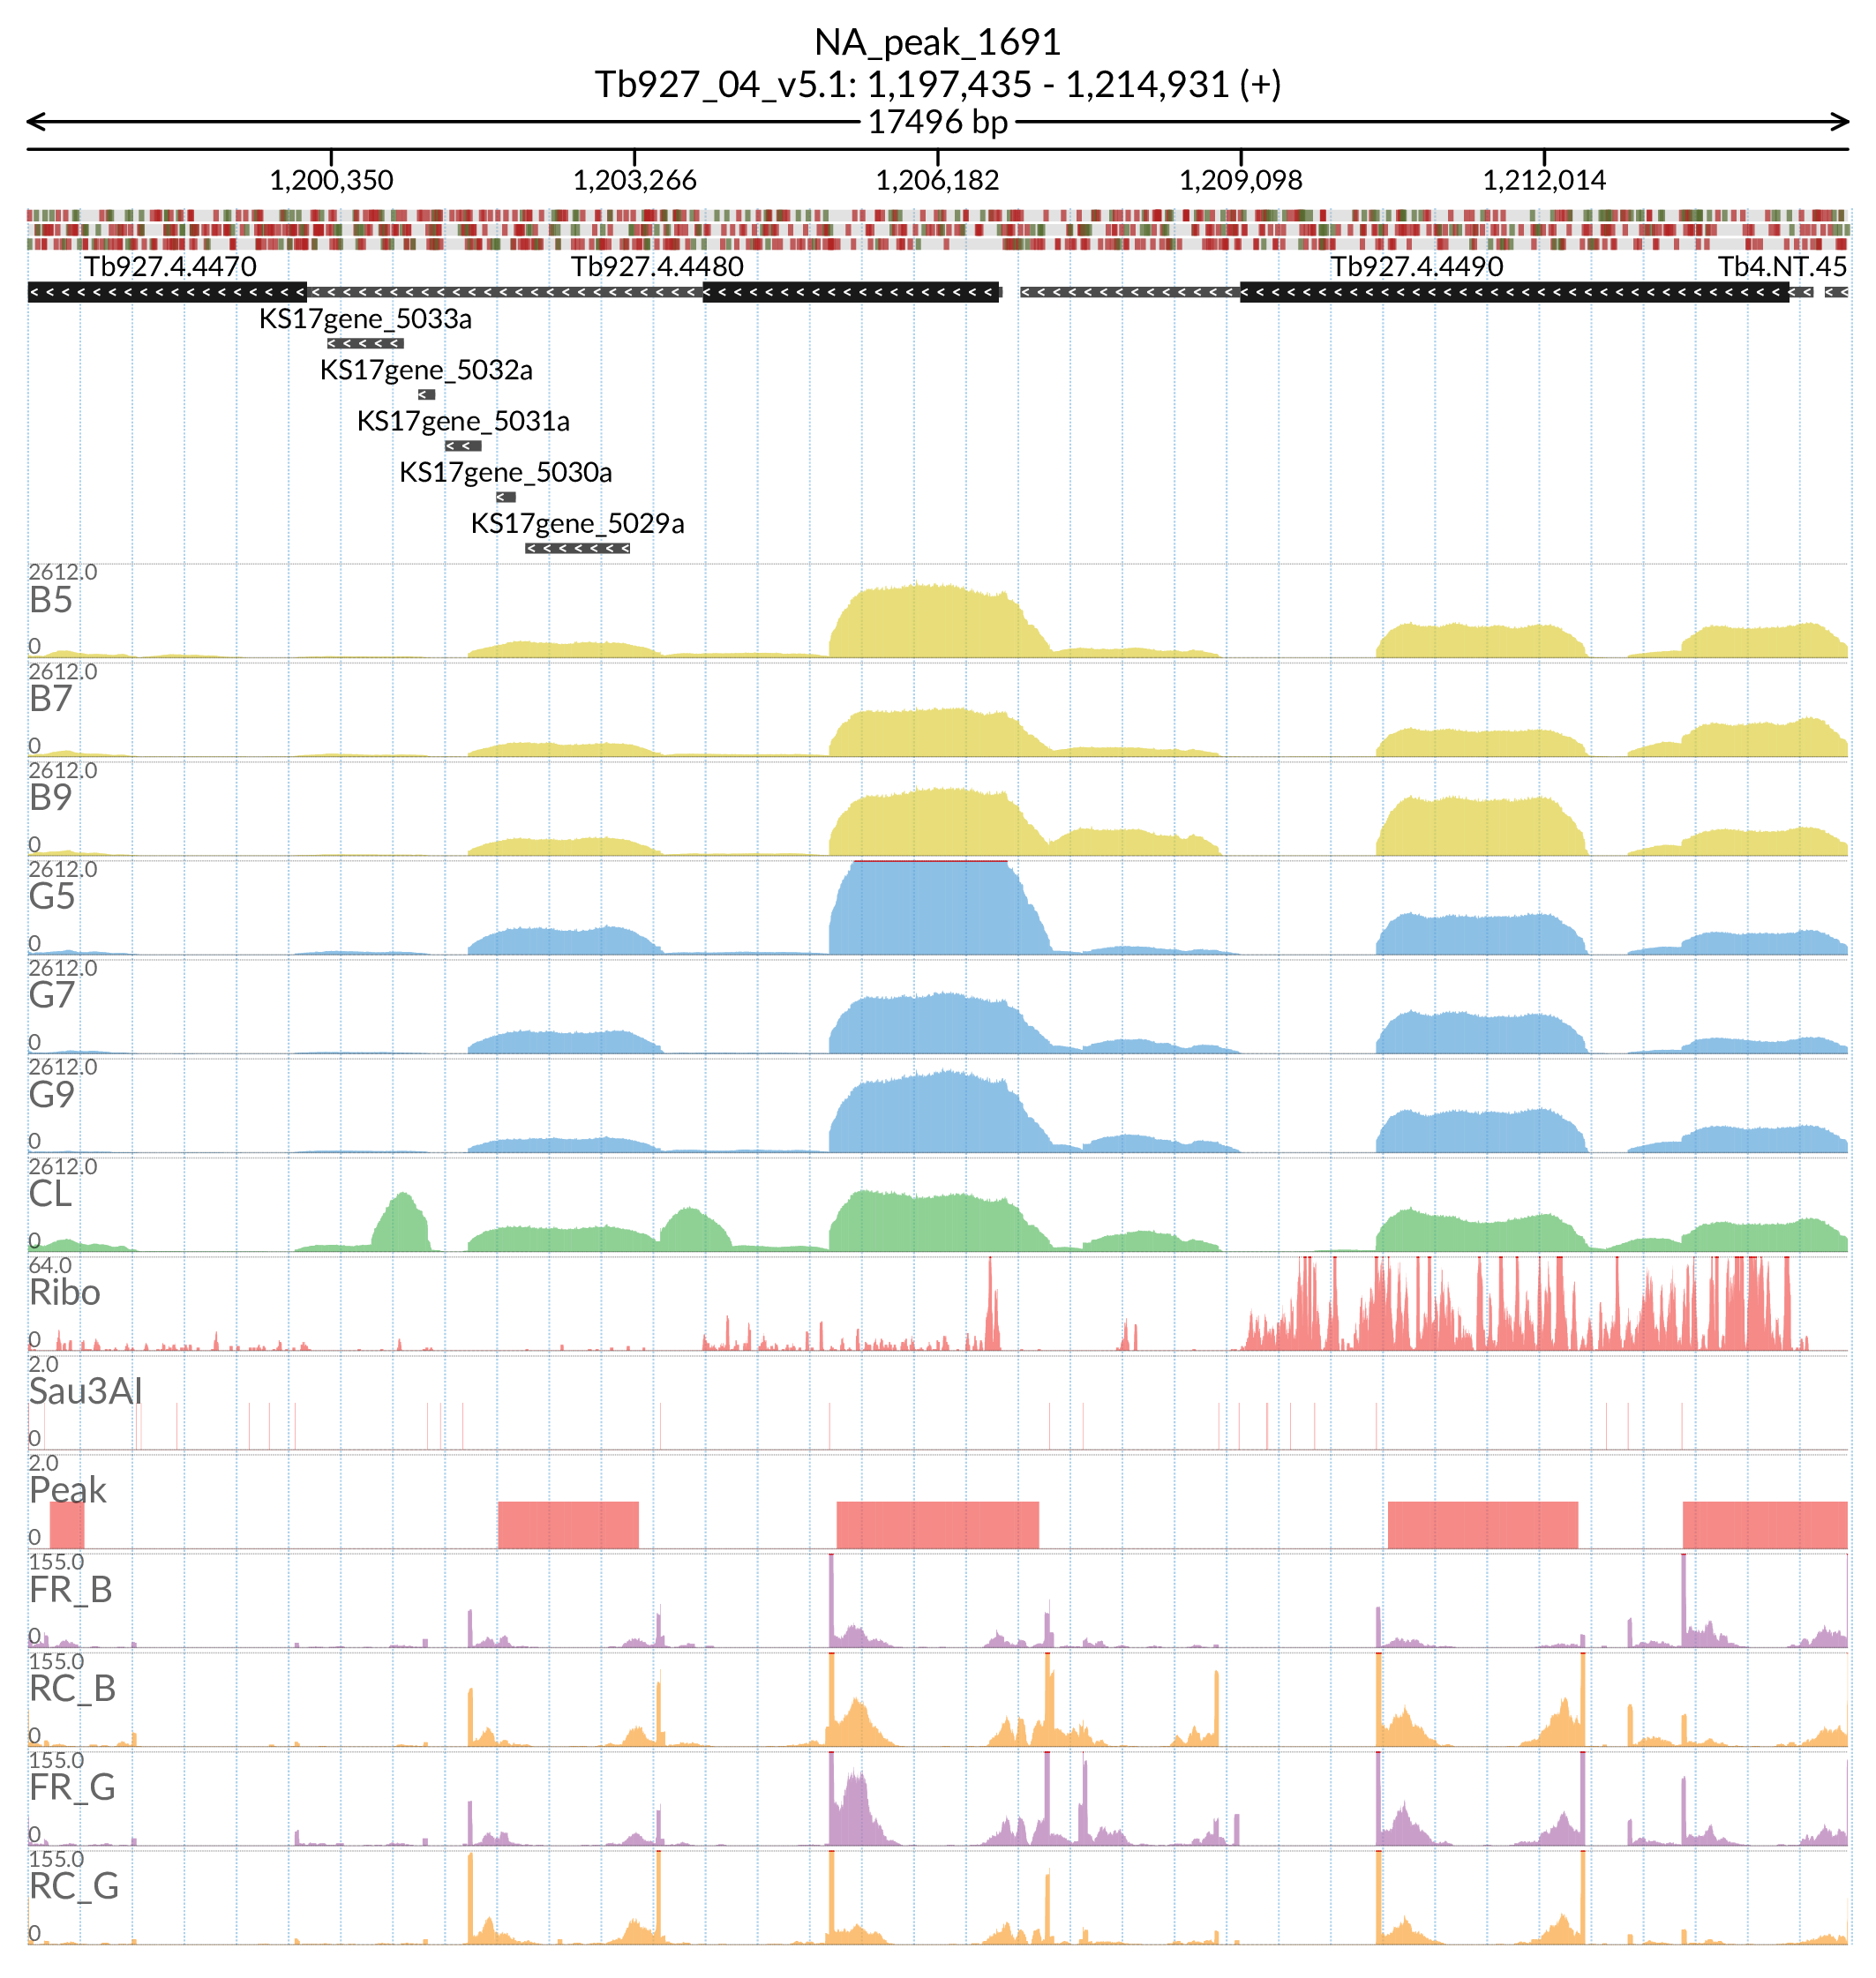 NA_peak_1691
Tb927_04_v5.1: 1,197,435 - 1,214,931 (+)
17496 bp
1,200,350 1,203,266 1,206,182 1,209,098 1,212,014
Tb927.4.4470 Tb927.4.4480 Tb927.4.4490 Tb4.NT.45
KS17gene_5033a
KS17gene_5032a
KS17gene_5031a
KS17gene_5030a
KS17gene_5029a
2612.0
B5
0
2612.0
B7
0
2612.0
B9
0
2612.0
G5
0
2612.0
G7
0
2612.0
G9
0
2612.0
CL
0
64.0
Ribo
0
2.0
Sau3AI
0
2.0
Peak
0
155.0
FR_B
0
155.0
RC_B
0
155.0
FR_G
0
155.0
RC_G
0